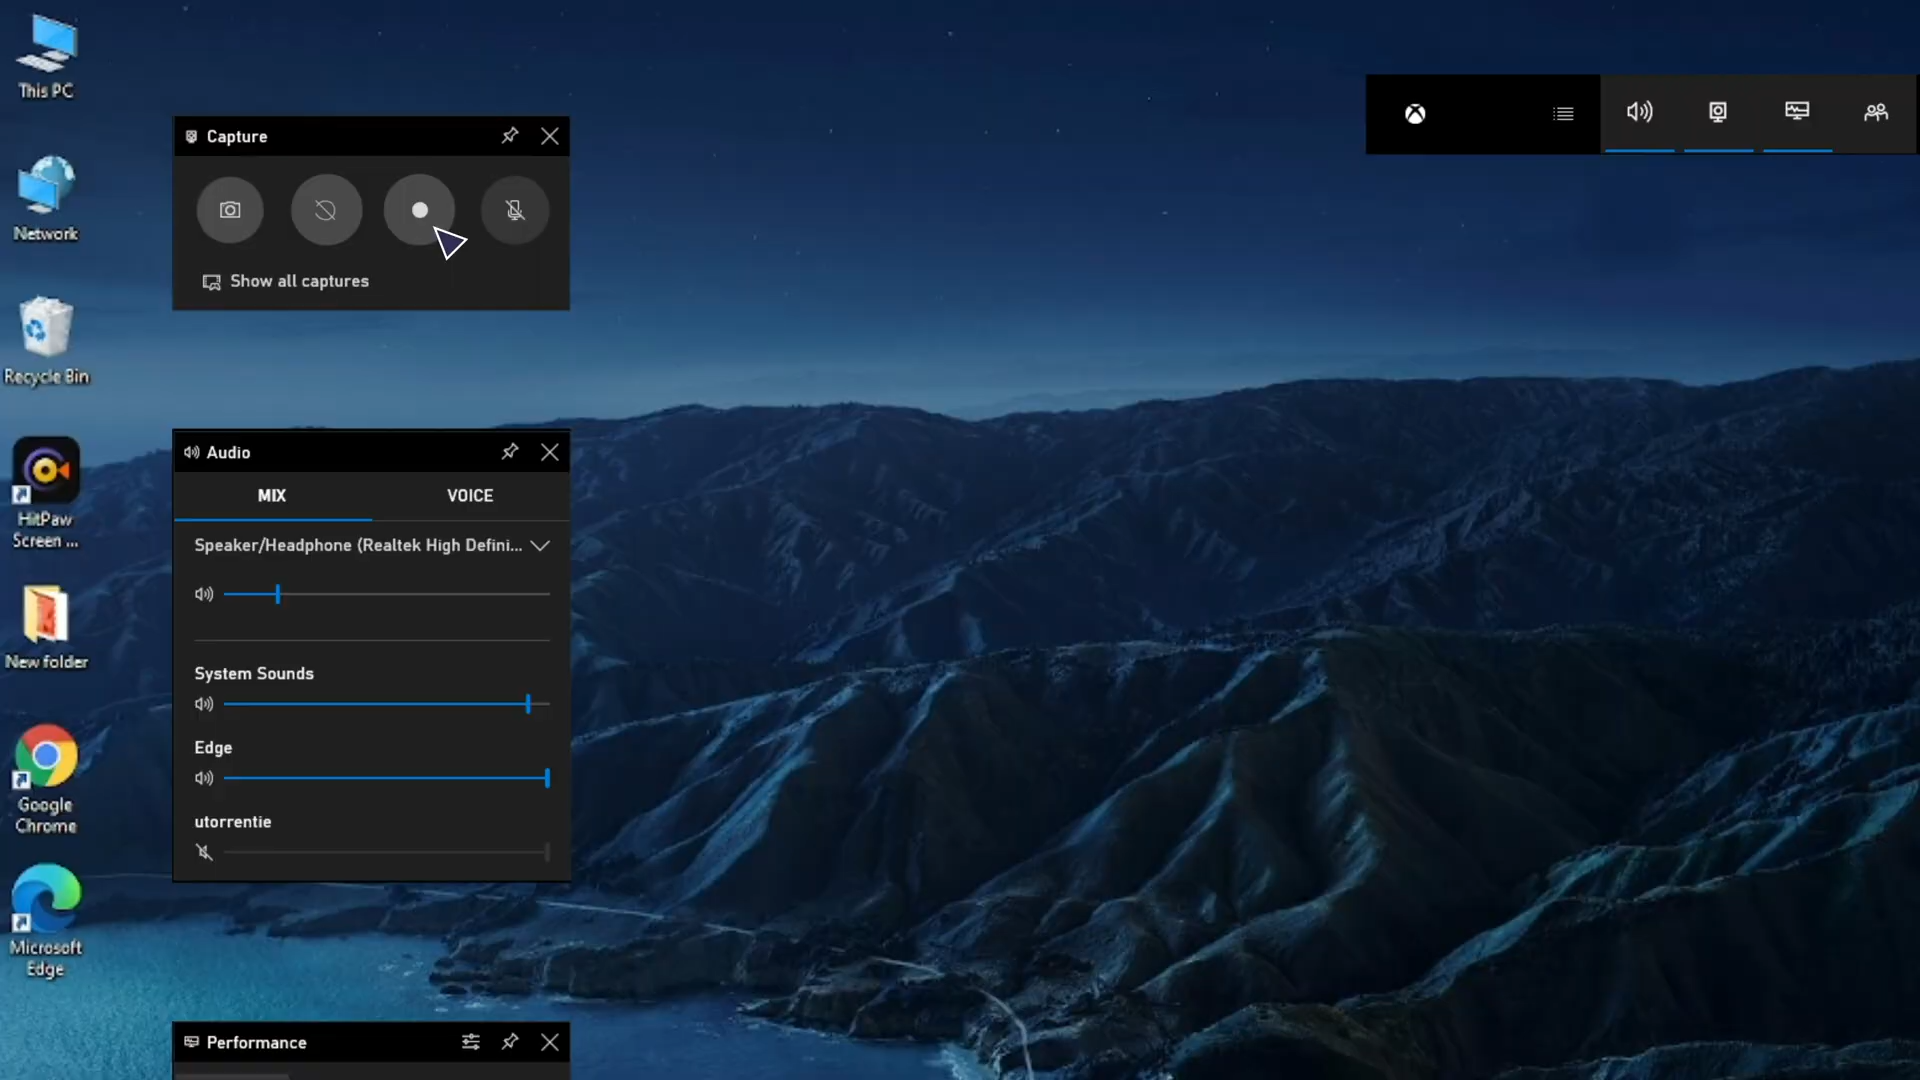 This PC
Network
Recycle Bin
HitPaw
Screen ...
New folder
Google
Chrome
Microsoft
Edge
Capture
Show all captures
Audio
MIX
VOICE
Speaker/Headphone (Realtek High Defini...
System Sounds
Edge
utorrentie
Performance